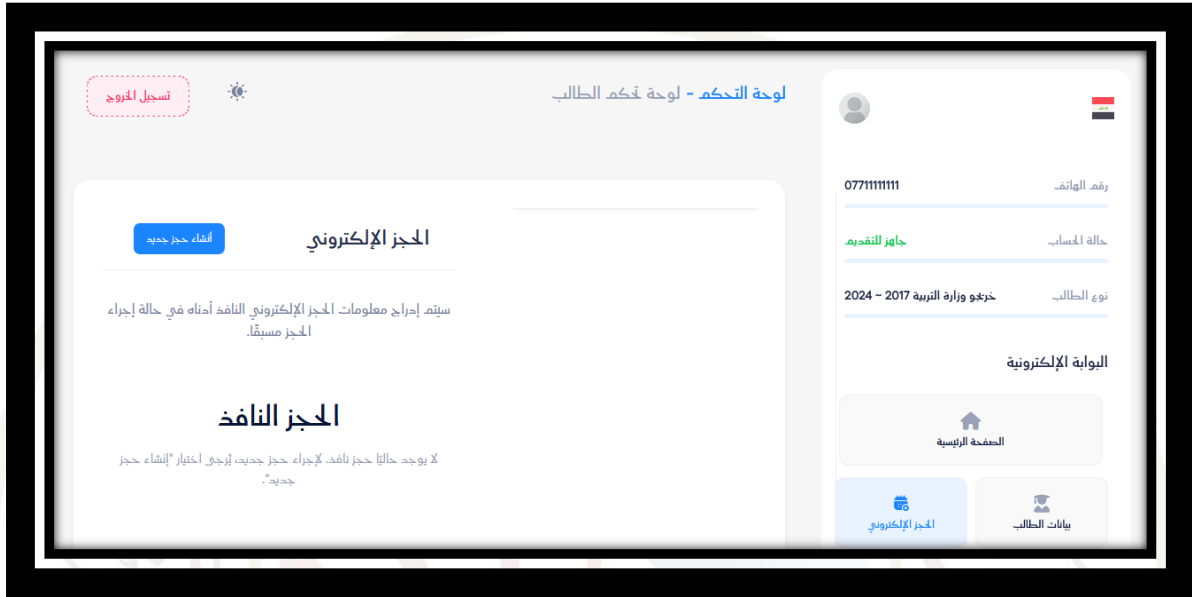 لوحة التحكم - لوحة تحكم الطالب
تسجيل الخروج
رقم الهاتف
07711111111
حالة الحساب
جاهز للتقديم
نوع الطالب
خريجو وزارة التربية 2017 ~ 2024
البوابة الإلكترونية
الصفحة الرئيسية
بيانات الطالب
الحجز الإلكتروني
الحجز الإلكتروني
أنشاء حجز جديد
سيتم إدراج معلومات الحجز الإلكتروني النافذ أدناه في حالة إجراء
الحجز مسبقًا.
الحجز النافذ
لا يوجد حاليًا حجز نافذ. لإجراء حجز جديد، يُرجى اختيار "إنشاء حجز
جديد".